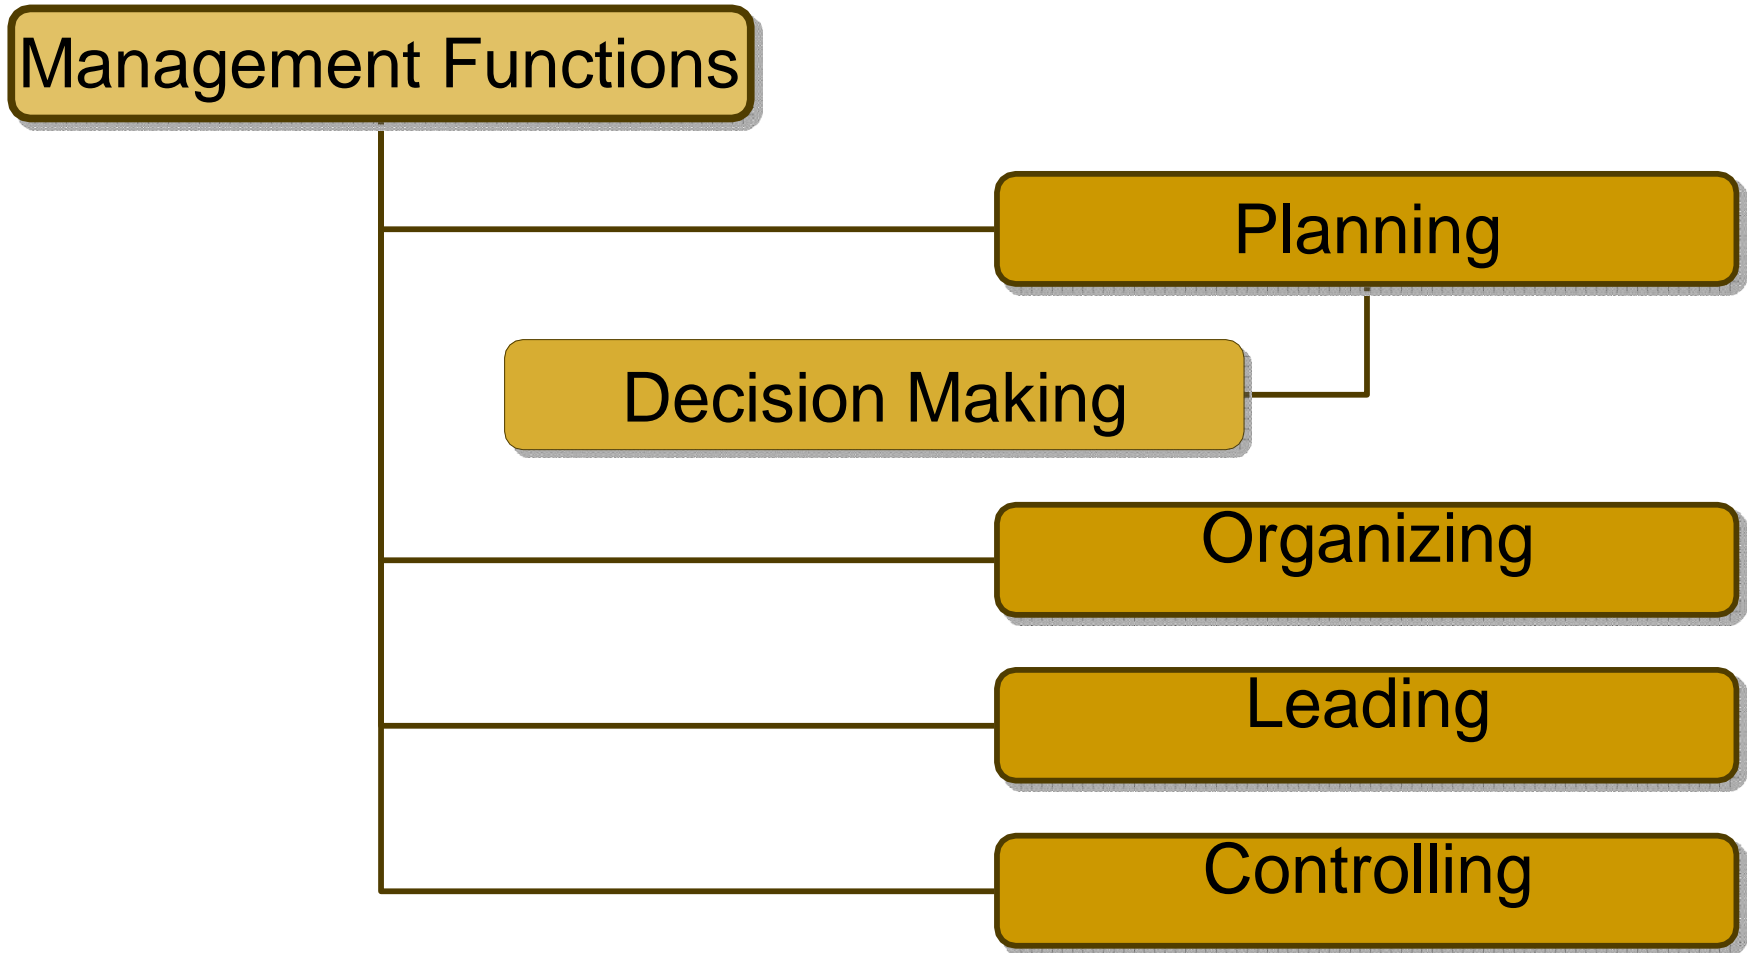 Management Functions
Planning
Decision Making
Organizing
Leading
Controlling